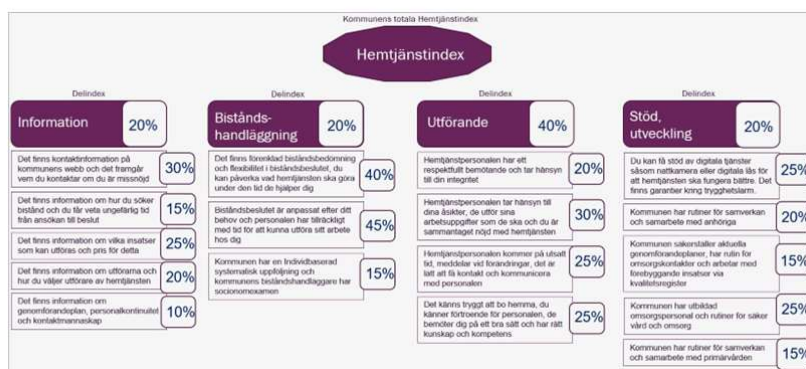 Kommunens totala Hemtjänstindex
Hemtjänstindex
Delindex
Information
20%
Det finns kontaktinformation på
kommunens webb och det framgår
vem du kontaktar om du är missnöjd
30%
Det finns information om hur du söker
bistånd och du får veta ungefärlig tid
från ansökan till beslut
15%
Det finns information om vilka insatser
som kan utföras och pris för detta
25%
Det finns information om utförarna och
hur du väljer utförare av hemtjänsten
20%
Det finns information om
genomförandeplan, personalkontinuitet
och kontaktmannaskap
10%
Delindex
Bistånds-
handläggning
20%
Det finns förenklad biståndsbedömning
och flexibilitet i biståndsbeslutet, du
kan påverka vad hemtjänsten ska göra
under den tid de hjälper dig
40%
Biståndsbeslutet är anpassat efter ditt
behov och personalen har tillräckligt
med tid för att kunna utföra sitt arbete
hos dig
45%
Kommunen har en Individbaserad
systematisk uppföljning och
kommunens biståndshandläggare har
socionomexamen
15%
Delindex
Utförande
40%
Hemtjänstpersonalen har ett
respektfullt bemötande och tar hänsyn
till din integritet
20%
Hemtjänstpersonalen tar hänsyn till
dina åsikter, de utför sina
arbetsuppgifter som de ska och du är
sammantaget nöjd med hemtjänsten
30%
Hemtjänstpersonalen kommer på utsatt
tid, meddelar vid förändringar, det är
lätt att få kontakt och kommunicera
med personalen
25%
Det känns tryggt att bo hemma, du
känner förtroende för personalen, de
bemöter dig på ett bra sätt och har rätt
kunskap och kompetens
25%
Delindex
Stöd,
utveckling
20%
Du kan få stöd av digitala tjänster
såsom nattkamera eller digitala lås för
att hemtjänsten ska fungera bättre. Det
finns garantier kring trygghetslarm.
25%
Kommunen har rutiner för samverkan
och samarbete med anhöriga
20%
Kommunen säkerställer aktuella
genomförandeplaner, har rutin för
omsorgskontakter och arbetar med
förebyggande insatser via
kvalitetsregister
15%
Kommunen har utbildad
omsorgspersonal och rutiner för säker
vård och omsorg
25%
Kommunen har rutiner för samverkan
och samarbete med primärvården
15%